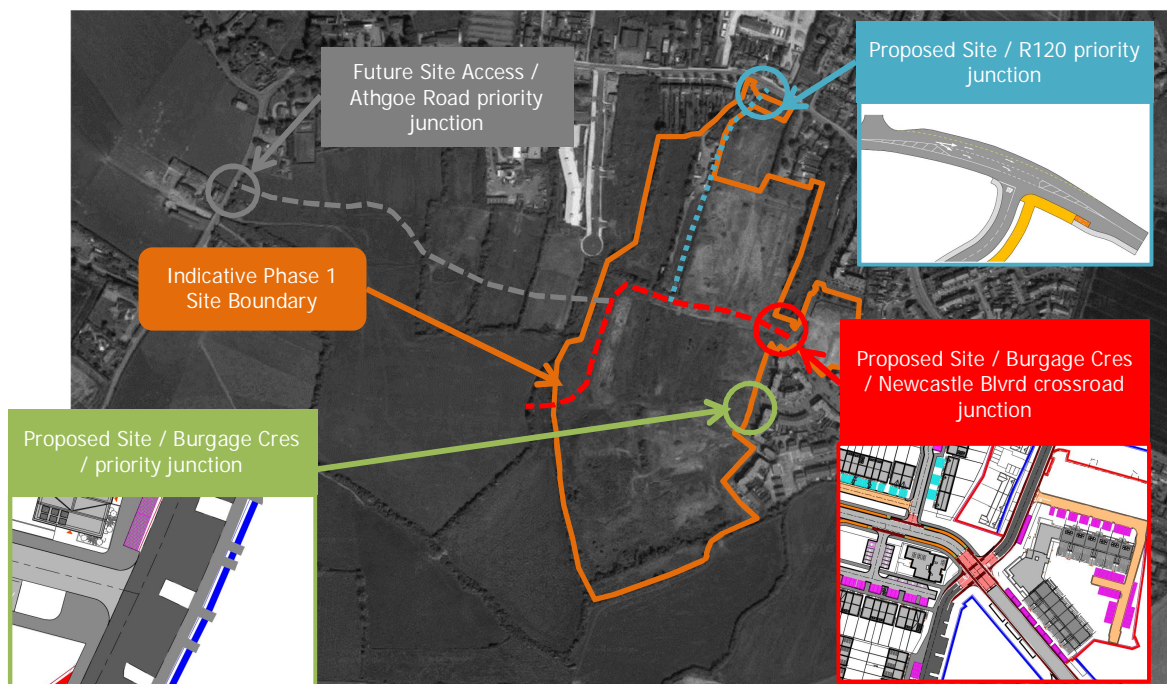 Future Site Access /
Athgoe Road priority
junction
Proposed Site / R120 priority
junction
Indicative Phase 1
Site Boundary
Proposed Site / Burgage Cres
/ Newcastle Blvrd crossroad
junction
Proposed Site / Burgage Cres
/ priority junction